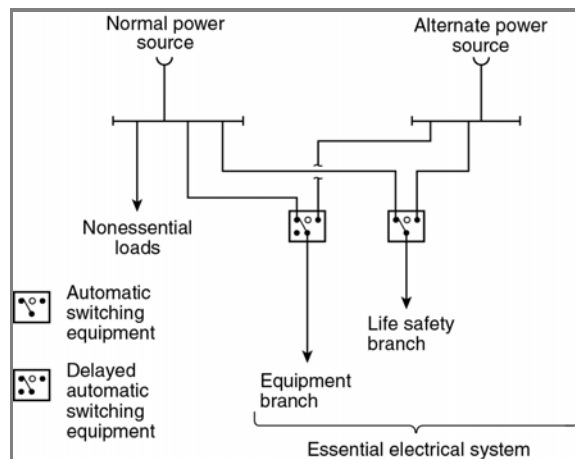 Normal power
source
Alternate power
source
Nonessential
loads
Automatic
switching
equipment
Life safety
branch
Delayed
automatic
switching
equipment
Equipment
branch
Essential electrical system